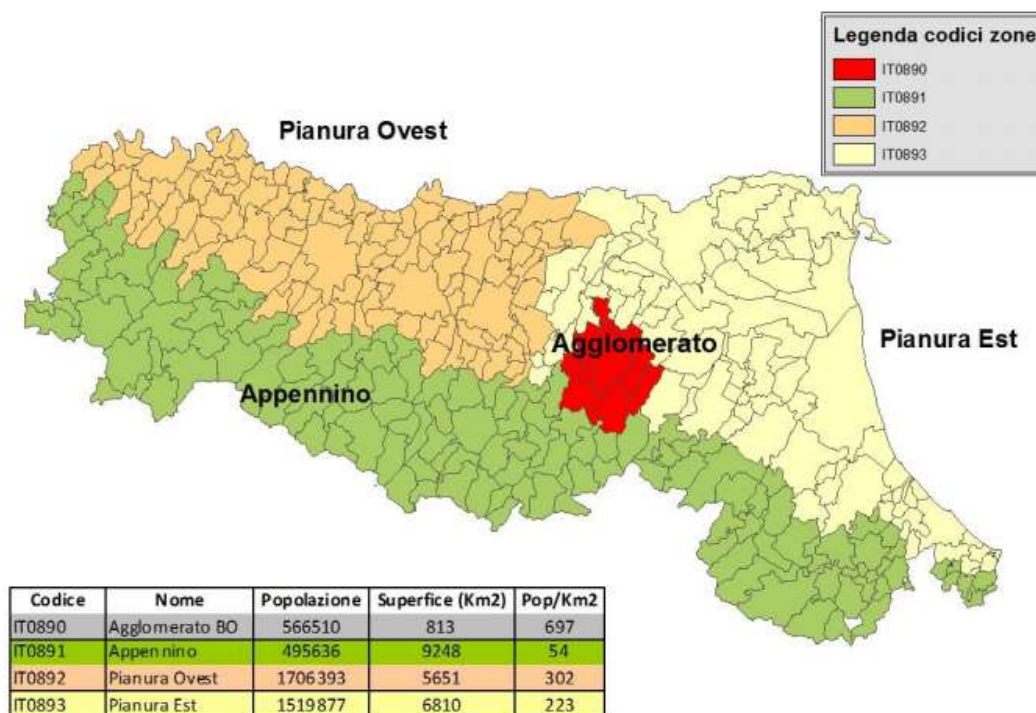 Legenda codici zone
IT0890
IT0891
IT0892
IT0893
Pianura Ovest
Agglomerato
Pianura Est
Appennino
Codice Nome Popolazione Superfice (Km2) Pop/Km2
IT0890 Agglomerato BO 566510 813 697
IT0891 Appennino 495636 9248 54
IT0892 Pianura Ovest 1706393 5651 302
IT0893 Pianura Est 1519877 6810 223